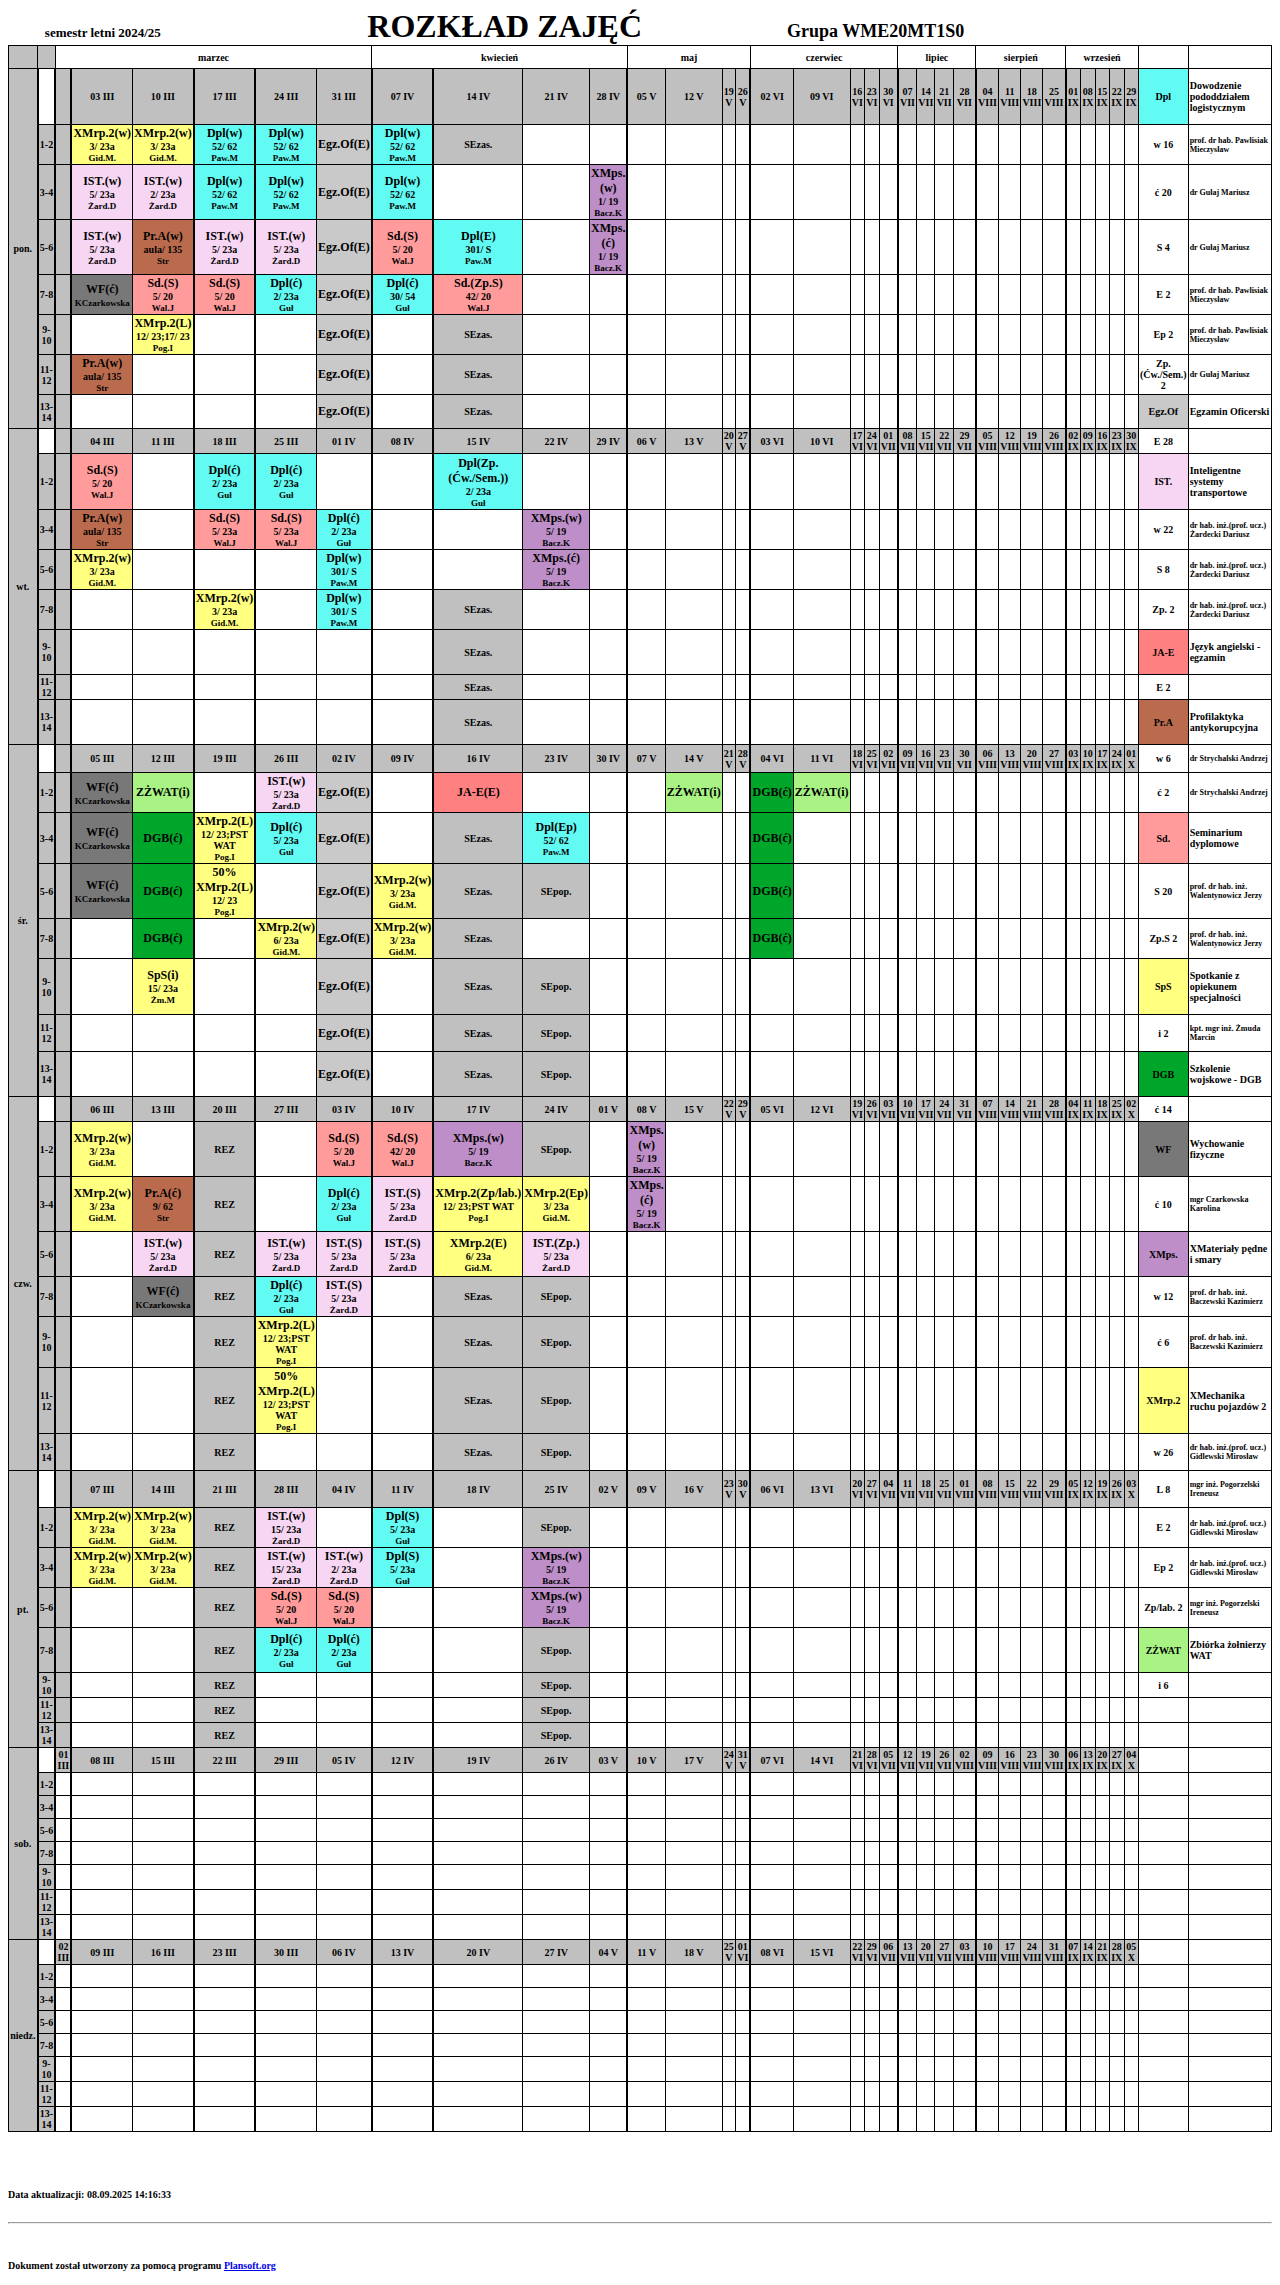 semestr letni 2024/25 ROZKŁAD ZAJĘĆ Grupa WME20MT1S0
marzec kwiecień maj czerwiec lipiec sierpień wrzesień
pon. 03 III 10 III 17 III 24 III 31 III 07 IV 14 IV 21 IV 28 IV 05 V 12 V 19 V 26 V 02 VI 09 VI 16 VI 23 VI 30 VI 07 VII 14 VII 21 VII 28 VII 04 VIII 11 VIII 18 VIII 25 VIII 01 IX 08 IX 15 IX 22 IX 29 IX Dpl Dowodzenie pododdziałem logistycznym
1-2 XMrp.2(w) 3/ 23a Gid.M. XMrp.2(w) 3/ 23a Gid.M. Dpl(w) 52/ 62 Paw.M Dpl(w) 52/ 62 Paw.M Egz.Of(E) Dpl(w) 52/ 62 Paw.M SEzas. w 16 prof. dr hab. Pawlisiak Mieczysław
3-4 IST.(w) 5/ 23a Żard.D IST.(w) 2/ 23a Żard.D Dpl(w) 52/ 62 Paw.M Dpl(w) 52/ 62 Paw.M Egz.Of(E) Dpl(w) 52/ 62 Paw.M XMps.(w) 1/ 19 Bacz.K ć 20 dr Gułaj Mariusz
5-6 IST.(w) 5/ 23a Żard.D Pr.A(w) aula/ 135 Str IST.(w) 5/ 23a Żard.D IST.(w) 5/ 23a Żard.D Egz.Of(E) Sd.(S) 5/ 20 Wal.J Dpl(E) 301/ S Paw.M XMps.(ć) 1/ 19 Bacz.K S 4 dr Gułaj Mariusz
7-8 WF(ć) KCzarkowska Sd.(S) 5/ 20 Wal.J Sd.(S) 5/ 20 Wal.J Dpl(ć) 2/ 23a Guł Egz.Of(E) Dpl(ć) 30/ 54 Guł Sd.(Zp.S) 42/ 20 Wal.J E 2 prof. dr hab. Pawlisiak Mieczysław
9-10 XMrp.2(L) 12/ 23;17/ 23 Pog.I Egz.Of(E) SEzas. Ep 2 prof. dr hab. Pawlisiak Mieczysław
11-12 Pr.A(w) aula/ 135 Str Egz.Of(E) SEzas. Zp.(Ćw./Sem.) 2 dr Gułaj Mariusz
13-14 Egz.Of(E) SEzas. Egz.Of Egzamin Oficerski
wt. 04 III 11 III 18 III 25 III 01 IV 08 IV 15 IV 22 IV 29 IV 06 V 13 V 20 V 27 V 03 VI 10 VI 17 VI 24 VI 01 VII 08 VII 15 VII 22 VII 29 VII 05 VIII 12 VIII 19 VIII 26 VIII 02 IX 09 IX 16 IX 23 IX 30 IX E 28
1-2 Sd.(S) 5/ 20 Wal.J Dpl(ć) 2/ 23a Guł Dpl(ć) 2/ 23a Guł Dpl(Zp.(Ćw./Sem.)) 2/ 23a Guł IST. Inteligentne systemy transportowe
3-4 Pr.A(w) aula/ 135 Str Sd.(S) 5/ 23a Wal.J Sd.(S) 5/ 23a Wal.J Dpl(ć) 2/ 23a Guł XMps.(w) 5/ 19 Bacz.K w 22 dr hab. inż.(prof. ucz.) Żardecki Dariusz
5-6 XMrp.2(w) 3/ 23a Gid.M. Dpl(w) 301/ S Paw.M XMps.(ć) 5/ 19 Bacz.K S 8 dr hab. inż.(prof. ucz.) Żardecki Dariusz
7-8 XMrp.2(w) 3/ 23a Gid.M. Dpl(w) 301/ S Paw.M SEzas. Zp. 2 dr hab. inż.(prof. ucz.) Żardecki Dariusz
9-10 SEzas. JA-E Język angielski - egzamin
11-12 SEzas. E 2
13-14 SEzas. Pr.A Profilaktyka antykorupcyjna
śr. 05 III 12 III 19 III 26 III 02 IV 09 IV 16 IV 23 IV 30 IV 07 V 14 V 21 V 28 V 04 VI 11 VI 18 VI 25 VI 02 VII 09 VII 16 VII 23 VII 30 VII 06 VIII 13 VIII 20 VIII 27 VIII 03 IX 10 IX 17 IX 24 IX 01 X w 6 dr Strychalski Andrzej
1-2 WF(ć) KCzarkowska ZŻWAT(i) IST.(w) 5/ 23a Żard.D Egz.Of(E) JA-E(E) ZŻWAT(i) DGB(ć) ZŻWAT(i) ć 2 dr Strychalski Andrzej
3-4 WF(ć) KCzarkowska DGB(ć) XMrp.2(L) 12/ 23;PST WAT Pog.I Dpl(ć) 5/ 23a Guł Egz.Of(E) SEzas. Dpl(Ep) 52/ 62 Paw.M DGB(ć) Sd. Seminarium dyplomowe
5-6 WF(ć) KCzarkowska DGB(ć) 50% XMrp.2(L) 12/ 23 Pog.I Egz.Of(E) XMrp.2(w) 3/ 23a Gid.M. SEzas. SEpop. DGB(ć) S 20 prof. dr hab. inż. Walentynowicz Jerzy
7-8 DGB(ć) XMrp.2(w) 6/ 23a Gid.M. Egz.Of(E) XMrp.2(w) 3/ 23a Gid.M. SEzas. DGB(ć) Zp.S 2 prof. dr hab. inż. Walentynowicz Jerzy
9-10 SpS(i) 15/ 23a Żm.M Egz.Of(E) SEzas. SEpop. SpS Spotkanie z opiekunem specjalności
11-12 Egz.Of(E) SEzas. SEpop. i 2 kpt. mgr inż. Żmuda Marcin
13-14 Egz.Of(E) SEzas. SEpop. DGB Szkolenie wojskowe - DGB
czw. 06 III 13 III 20 III 27 III 03 IV 10 IV 17 IV 24 IV 01 V 08 V 15 V 22 V 29 V 05 VI 12 VI 19 VI 26 VI 03 VII 10 VII 17 VII 24 VII 31 VII 07 VIII 14 VIII 21 VIII 28 VIII 04 IX 11 IX 18 IX 25 IX 02 X ć 14
1-2 XMrp.2(w) 3/ 23a Gid.M. REZ Sd.(S) 5/ 20 Wal.J Sd.(S) 42/ 20 Wal.J XMps.(w) 5/ 19 Bacz.K SEpop. XMps.(w) 5/ 19 Bacz.K WF Wychowanie fizyczne
3-4 XMrp.2(w) 3/ 23a Gid.M. Pr.A(ć) 9/ 62 Str REZ Dpl(ć) 2/ 23a Guł IST.(S) 5/ 23a Żard.D XMrp.2(Zp/lab.) 12/ 23;PST WAT Pog.I XMrp.2(Ep) 3/ 23a Gid.M. XMps.(ć) 5/ 19 Bacz.K ć 10 mgr Czarkowska Karolina
5-6 IST.(w) 5/ 23a Żard.D REZ IST.(w) 5/ 23a Żard.D IST.(S) 5/ 23a Żard.D IST.(S) 5/ 23a Żard.D XMrp.2(E) 6/ 23a Gid.M. IST.(Zp.) 5/ 23a Żard.D XMps. XMateriały pędne i smary
7-8 WF(ć) KCzarkowska REZ Dpl(ć) 2/ 23a Guł IST.(S) 5/ 23a Żard.D SEzas. SEpop. w 12 prof. dr hab. inż. Baczewski Kazimierz
9-10 REZ XMrp.2(L) 12/ 23;PST WAT Pog.I SEzas. SEpop. ć 6 prof. dr hab. inż. Baczewski Kazimierz
11-12 REZ 50% XMrp.2(L) 12/ 23;PST WAT Pog.I SEzas. SEpop. XMrp.2 XMechanika ruchu pojazdów 2
13-14 REZ SEzas. SEpop. w 26 dr hab. inż.(prof. ucz.) Gidlewski Mirosław
pt. 07 III 14 III 21 III 28 III 04 IV 11 IV 18 IV 25 IV 02 V 09 V 16 V 23 V 30 V 06 VI 13 VI 20 VI 27 VI 04 VII 11 VII 18 VII 25 VII 01 VIII 08 VIII 15 VIII 22 VIII 29 VIII 05 IX 12 IX 19 IX 26 IX 03 X L 8 mgr inż. Pogorzelski Ireneusz
1-2 XMrp.2(w) 3/ 23a Gid.M. XMrp.2(w) 3/ 23a Gid.M. REZ IST.(w) 15/ 23a Żard.D Dpl(S) 5/ 23a Guł SEpop. E 2 dr hab. inż.(prof. ucz.) Gidlewski Mirosław
3-4 XMrp.2(w) 3/ 23a Gid.M. XMrp.2(w) 3/ 23a Gid.M. REZ IST.(w) 15/ 23a Żard.D IST.(w) 2/ 23a Żard.D Dpl(S) 5/ 23a Guł XMps.(w) 5/ 19 Bacz.K Ep 2 dr hab. inż.(prof. ucz.) Gidlewski Mirosław
5-6 REZ Sd.(S) 5/ 20 Wal.J Sd.(S) 5/ 20 Wal.J XMps.(w) 5/ 19 Bacz.K Zp/lab. 2 mgr inż. Pogorzelski Ireneusz
7-8 REZ Dpl(ć) 2/ 23a Guł Dpl(ć) 2/ 23a Guł SEpop. ZŻWAT Zbiórka żołnierzy WAT
9-10 REZ SEpop. i 6
11-12 REZ SEpop.
13-14 REZ SEpop.
sob. 01 III 08 III 15 III 22 III 29 III 05 IV 12 IV 19 IV 26 IV 03 V 10 V 17 V 24 V 31 V 07 VI 14 VI 21 VI 28 VI 05 VII 12 VII 19 VII 26 VII 02 VIII 09 VIII 16 VIII 23 VIII 30 VIII 06 IX 13 IX 20 IX 27 IX 04 X
1-2
3-4
5-6
7-8
9-10
11-12
13-14
niedz. 02 III 09 III 16 III 23 III 30 III 06 IV 13 IV 20 IV 27 IV 04 V 11 V 18 V 25 V 01 VI 08 VI 15 VI 22 VI 29 VI 06 VII 13 VII 20 VII 27 VII 03 VIII 10 VIII 17 VIII 24 VIII 31 VIII 07 IX 14 IX 21 IX 28 IX 05 X
1-2
3-4
5-6
7-8
9-10
11-12
13-14
Data aktualizacji: 08.09.2025 14:16:33
Dokument został utworzony za pomocą programu Plansoft.org